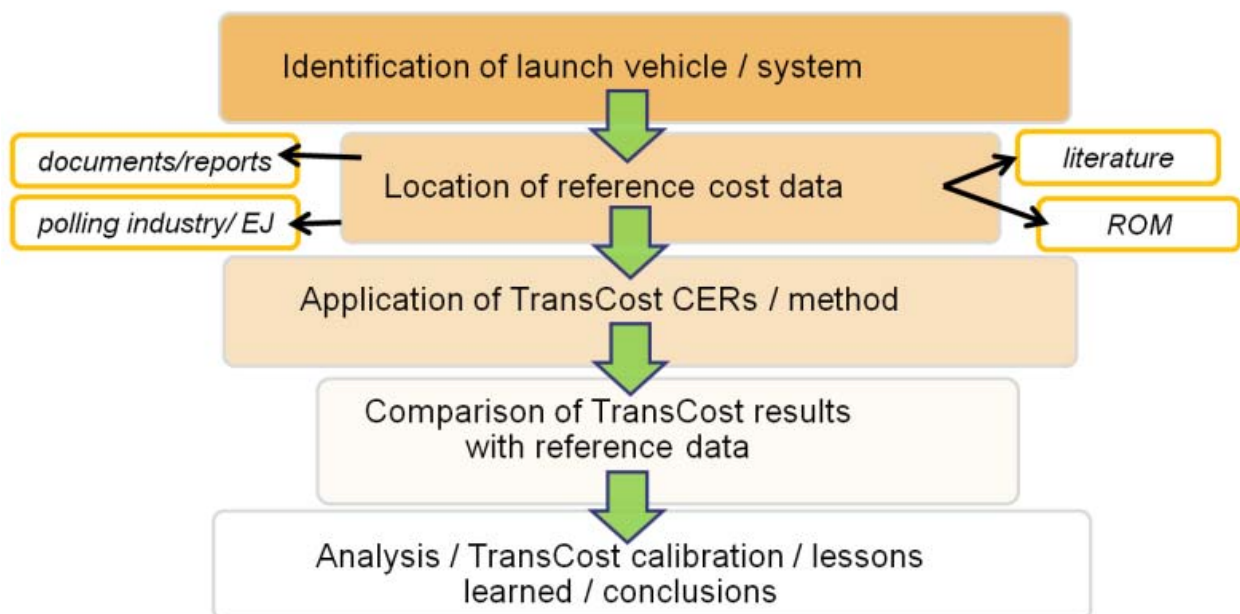 Identification of launch vehicle / system
documents/reports
literature
Location of reference cost data
polling industry/ EJ
ROM
Application of TransCost CERs / method
Comparison of TransCost results
with reference data
Analysis / TransCost calibration / lessons
learned / conclusions